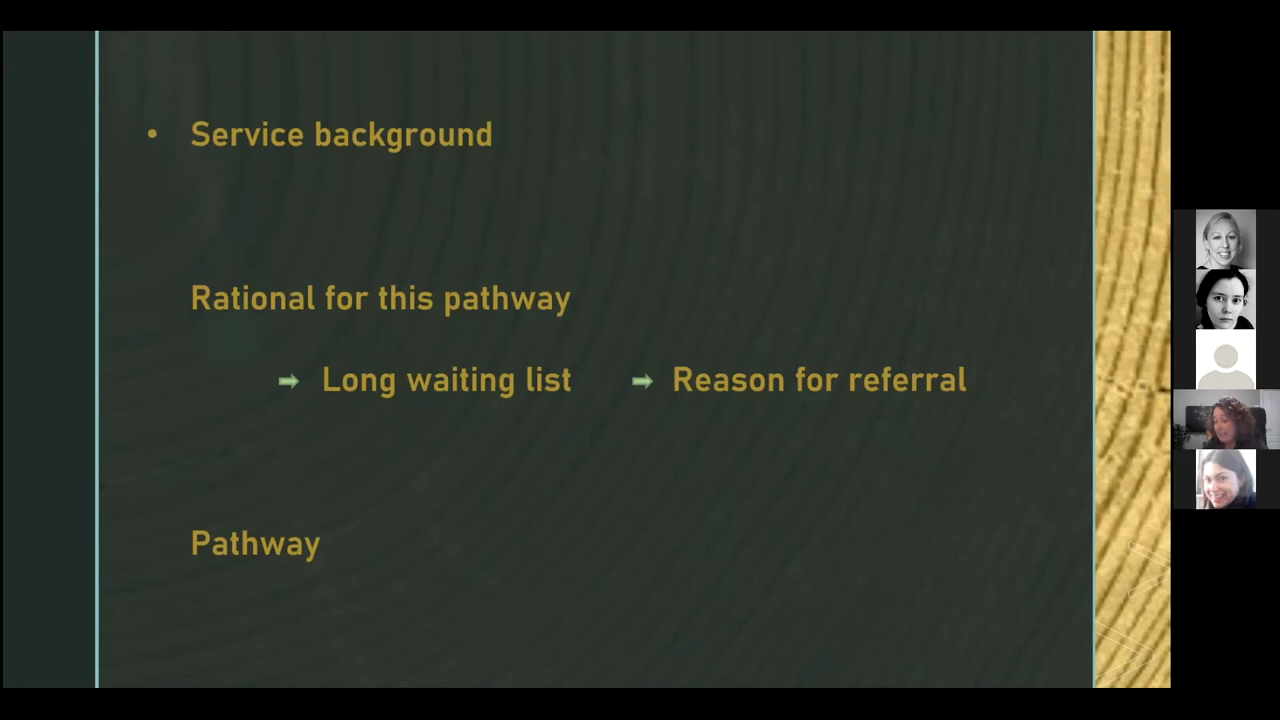 • Service background
Rational for this pathway
Long waiting list
Reason for referral
Pathway